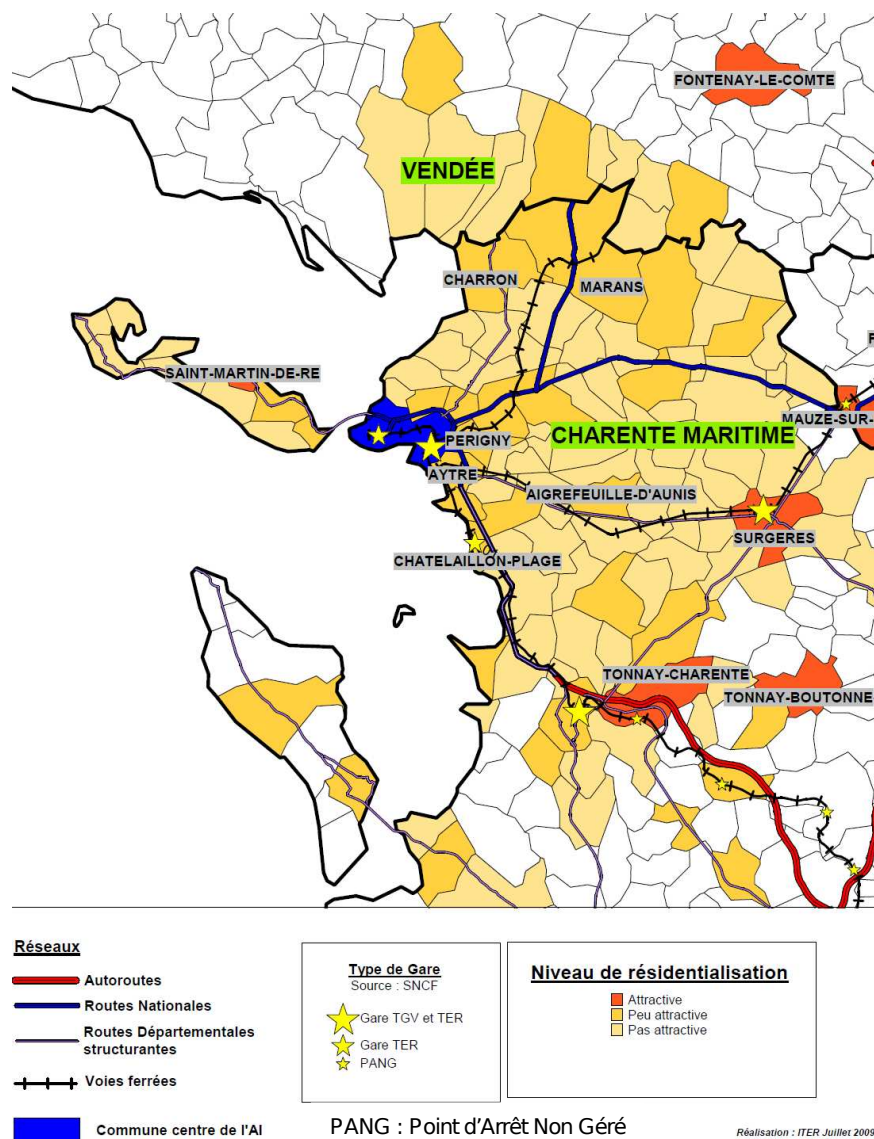 FONTENAY-LE-COMTE
VENDÉE
CHARRON
MARANS
SAINT-MARTIN-DE-RE
MAUZE-SUR-
PERIGNY
CHARENTE MARITIME
AYTRE
AIGREFEUILLE-D'AUNIS
SURGERES
CHATELAILLON-PLAGE
TONNAY-CHARENTE
TONNAY-BOUTONNE
Réseaux
Autoroutes
Routes Nationales
Routes Départementales
structurantes
Voies ferrées
Commune centre de l'AI
Type de Gare
Source : SNCF
Gare TGV et TER
Gare TER
PANG
PANG : Point d'Arrêt Non Géré
Niveau de résidentialisation
Attractive
Peu attractive
Pas attractive
Réalisation : ITER Juillet 2009